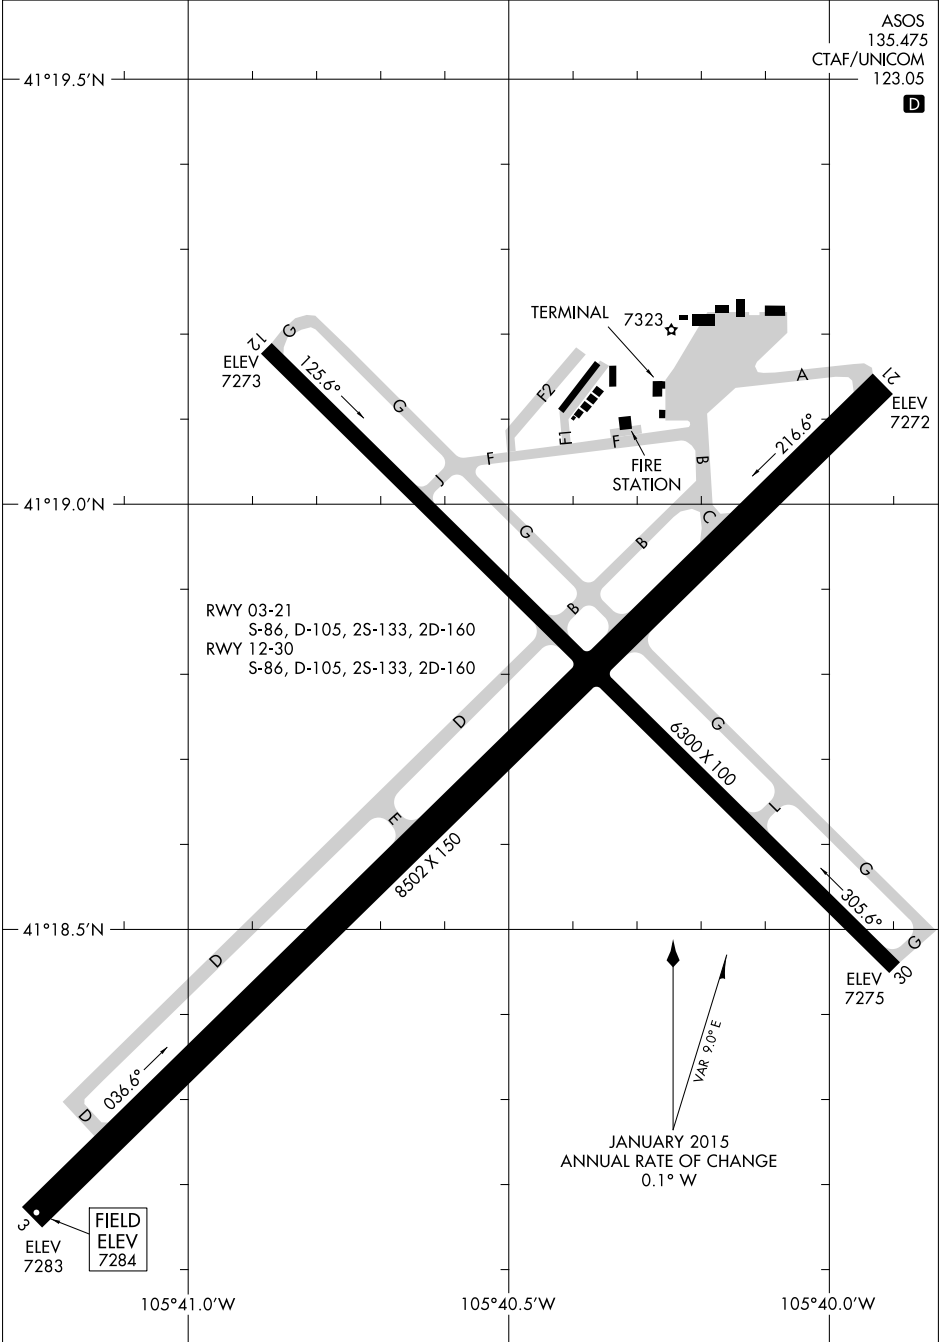 ASOS
135.475
CTAF/UNICOM
123.05
D
41°19.5'N
TERMINAL
7323
12
G
ELEV
7273
125.6°
G
F2
A
21
ELEV
7272
216.6°
F1
F
F
B
FIRE
STATION
J
41°19.0'N
G
B
C
B
RWY 03-21
S-86, D-105, 2S-133, 2D-160
RWY 12-30
S-86, D-105, 2S-133, 2D-160
D
G
6300 X 100
E
I
8502 X 150
G
305.6°
41°18.5'N
G
D
30
ELEV
7275
VAR 9.0° E
036.6°
D
JANUARY 2015
ANNUAL RATE OF CHANGE
0.1° W
3
ELEV
7283
FIELD
ELEV
7284
105°41.0'W
105°40.5'W
105°40.0'W